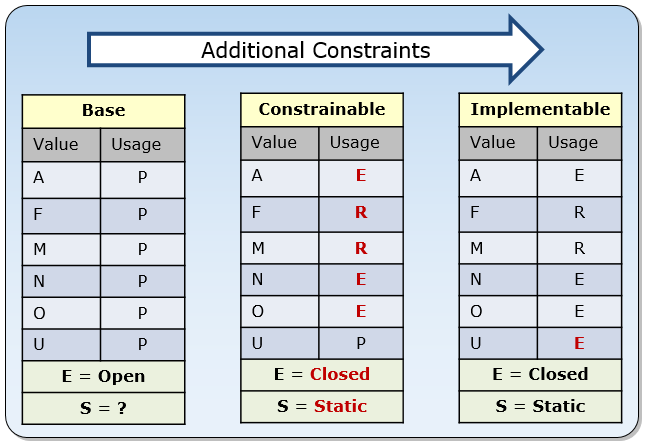 Additional Constraints
Base
Value Usage
A P
F P
M P
N P
O P
U P
E = Open
S = ?
Constrainable
Value Usage
A E
F R
M R
N E
O E
U P
E = Closed
S = Static
Implementable
Value Usage
A E
F R
M R
N E
O E
U E
E = Closed
S = Static